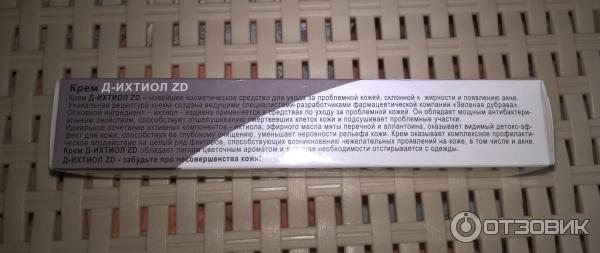 Крем Д-ИХТИОЛ ZD
Крем Д-ИХТИОЛ ZD – новейшее косметическое средство для ухода за проблемной кожей, склонной к жирности и появлению акне.
Уникальная рецептура крема создана ведущими специалистами-разработчиками фармацевтической компании «Зеленая дубрава».
Основной ингредиент - ихтиол - издавна применяется в средствах по уходу за проблемной кожей. Он обладает мощным антибактери-
альным свойством, способствует отшелушиванию омертвевших клеток кожи и подсушивает проблемные участки.
Идеальное сочетание активных компонентов – ихтиола, эфирного масла мяты перечной и аллантоина, оказывает видимый детокс-эф-
фект для кожи, способствуя ее глубокому очищению, уменьшает неровности рельефа кожи. Крем оказывает комплексное профилактичес-
кое воздействие на целый ряд факторов, способствующих возникновению нежелательных проявлений на коже, в том числе и акне.
Крем Д-ИХТИОЛ ZD обладает легким цветочным ароматом и в случае необходимости отстирывается с одежды.
Д-ИХТИОЛ ZD - забудьте про несовершенства кожи!
ОТЗОВИК